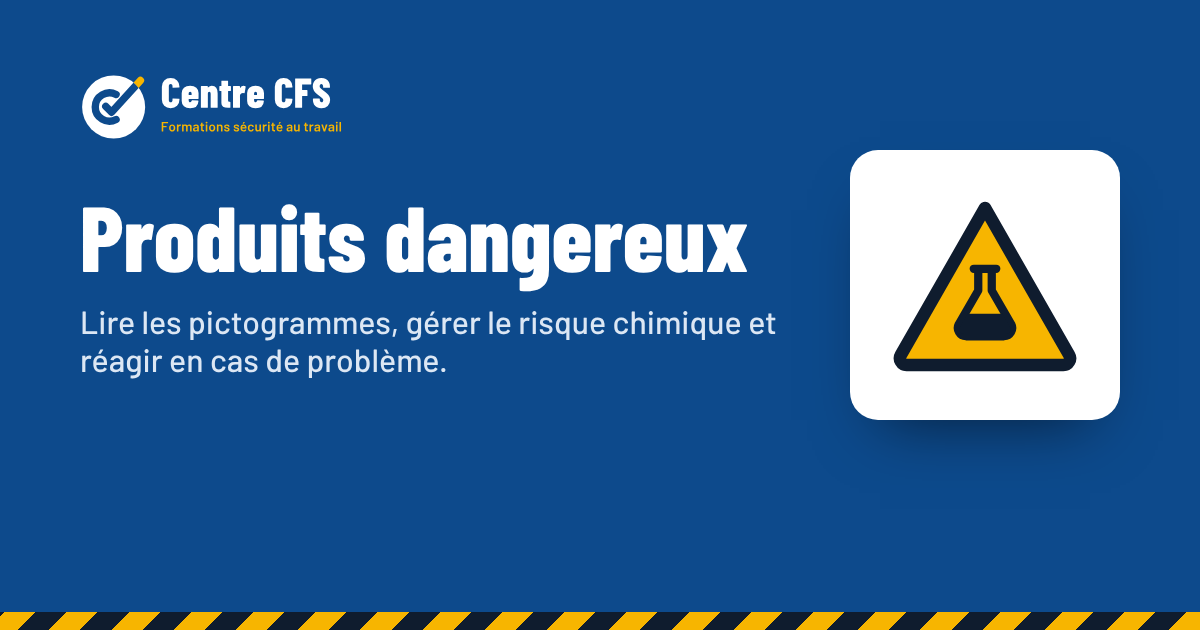 Centre CFS
Formations sécurité au travail
Produits dangereux
Lire les pictogrammes, gérer le risque chimique et
réagir en cas de problème.